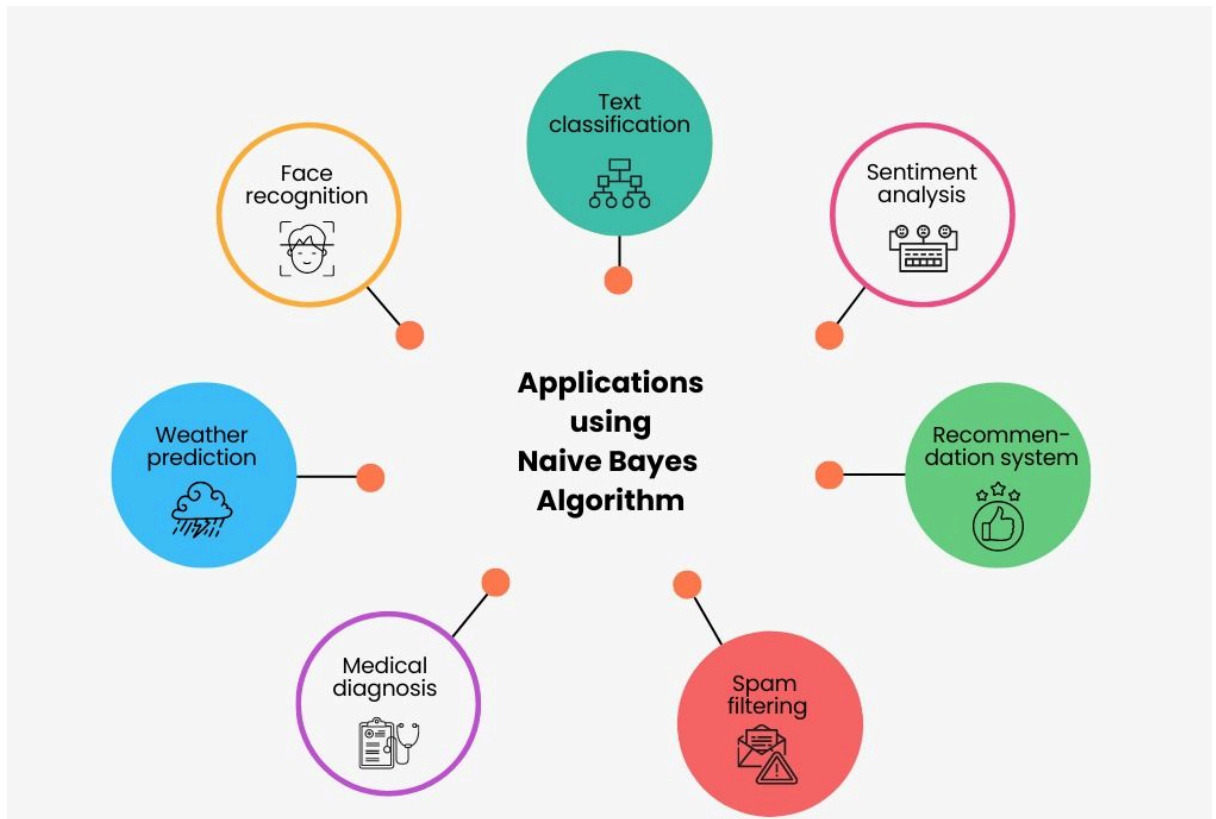 Text
classification
Face
recognition
Sentiment
analysis
Applications
using
Naive Bayes
Algorithm
Weather
prediction
Recommen-
dation system
Medical
diagnosis
Spam
filtering